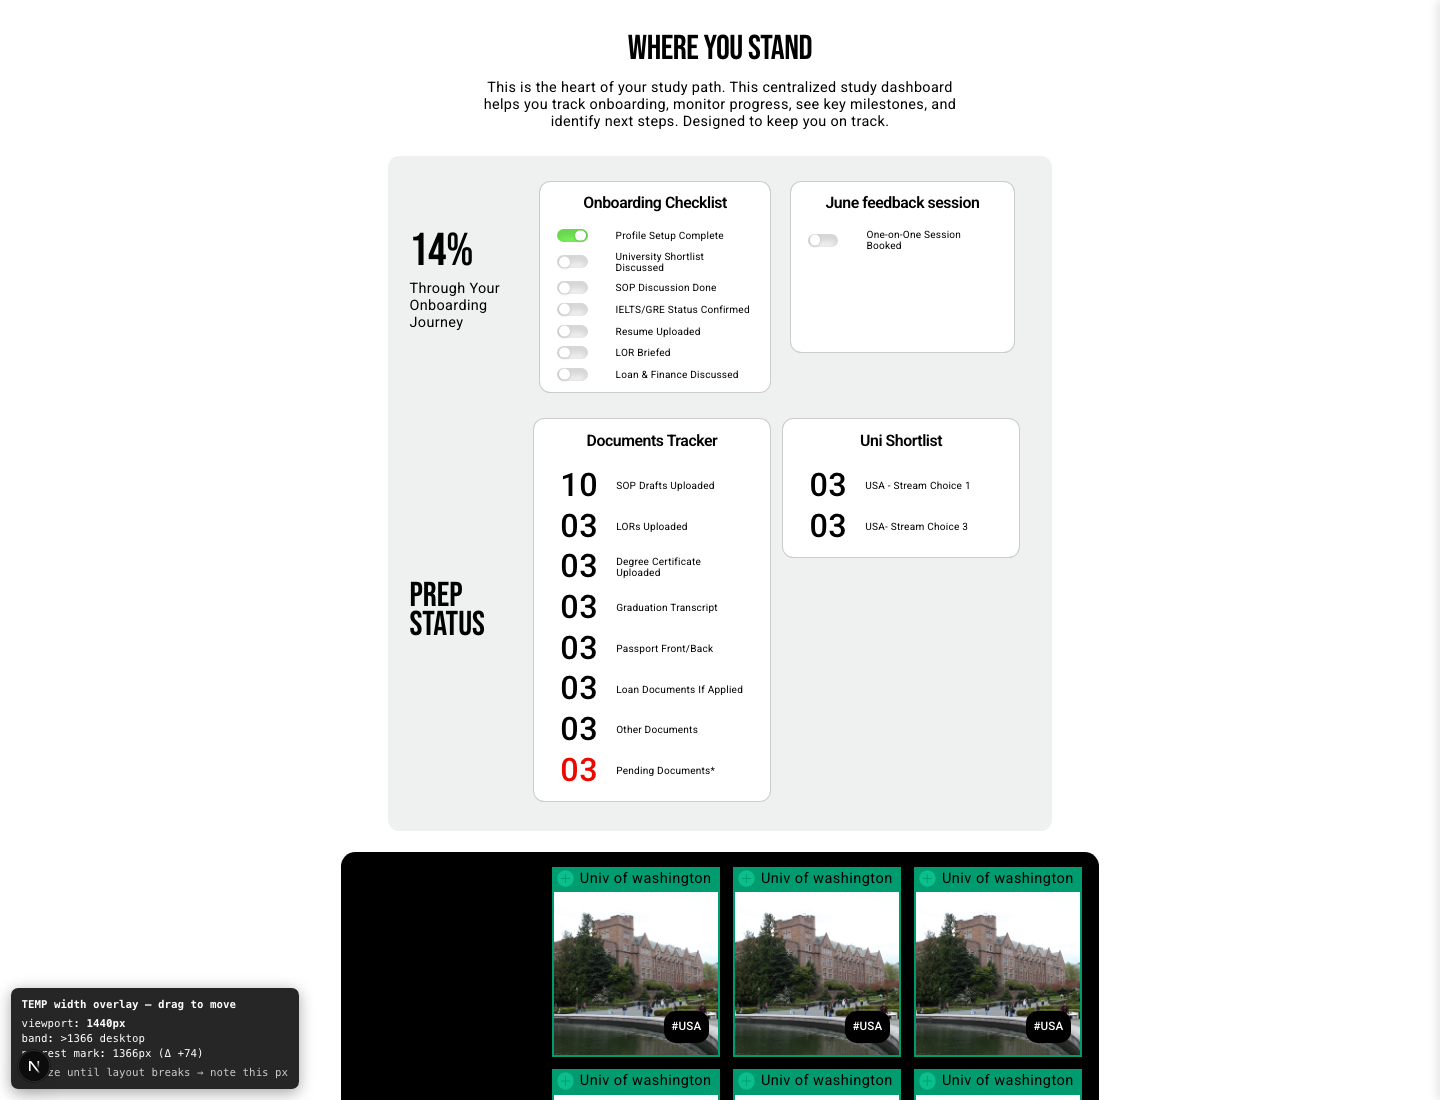 WHERE YOU STAND
This is the heart of your study path. This centralized study dashboard
helps you track onboarding, monitor progress, see key milestones, and
identify next steps. Designed to keep you on track.
14%
Through Your
Onboarding
Journey
Onboarding Checklist
Profile Setup Complete
University Shortlist
Discussed
SOP Discussion Done
IELTS/GRE Status Confirmed
Resume Uploaded
LOR Briefed
Loan & Finance Discussed
June feedback session
One-on-One Session
Booked
PREP
STATUS
Documents Tracker
10 SOP Drafts Uploaded
03 LORs Uploaded
03 Degree Certificate
Uploaded
03 Graduation Transcript
03 Passport Front/Back
03 Loan Documents If Applied
03 Other Documents
03 Pending Documents*
Uni Shortlist
03 USA - Stream Choice 1
03 USA- Stream Choice 3
Univ of washington
#USA
Univ of washington
#USA
Univ of washington
#USA
Univ of washington
Univ of washington
Univ of washington
TEMP width overlay — drag to move
viewport: 1440px
band: >1366 desktop
mark: 1366px (Δ +74)
until layout breaks → note this px
N